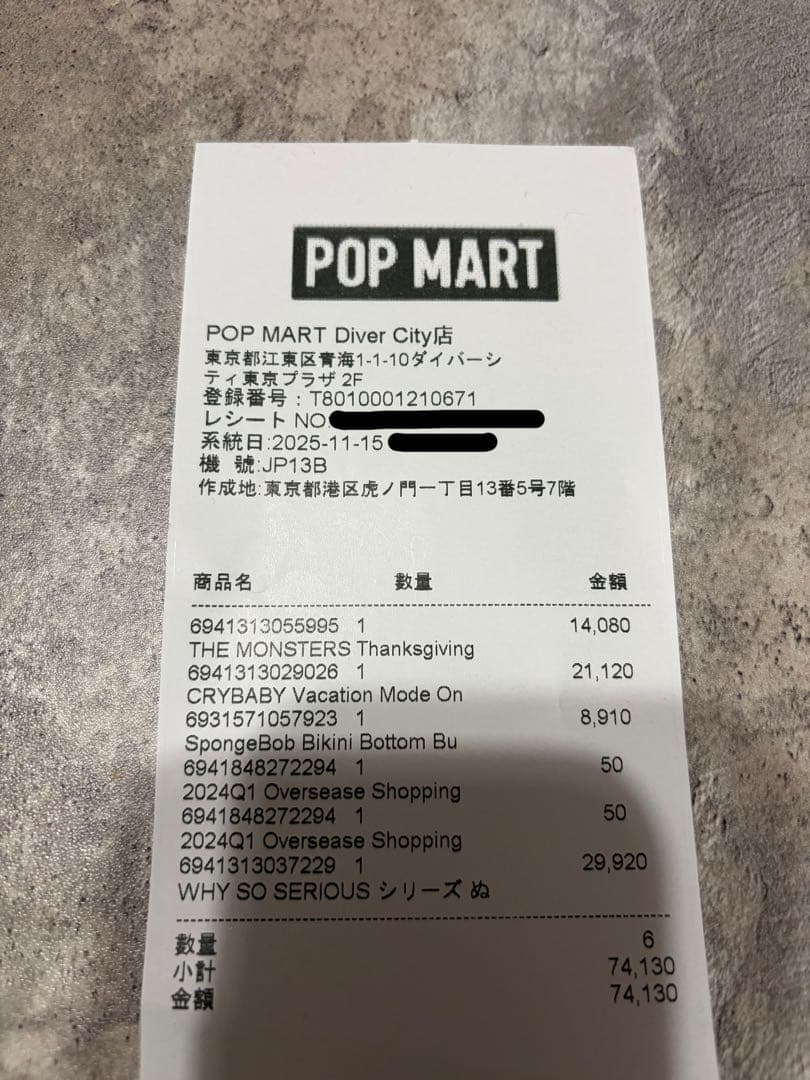 POP MART
POP MART Diver City店
東京都江東区青海1-1-10ダイバーシ
ティ東京プラザ 2F
登録番号：T8010001210671
レシート NO
系統日:2025-11-15
機 號:JP13B
作成地:東京都港区虎ノ門一丁目13番5号7階
商品名 數量 金額
6941313055995 1 14,080
THE MONSTERS Thanksgiving
6941313029026 1 21,120
CRYBABY Vacation Mode On
6931571057923 1 8,910
SpongeBob Bikini Bottom Bu
6941848272294 1 50
2024Q1 Oversease Shopping
6941848272294 1 50
2024Q1 Oversease Shopping
6941313037229 1 29,920
WHY SO SERIOUS シリーズ ぬ
數量 6
小計 74,130
金額 74,130